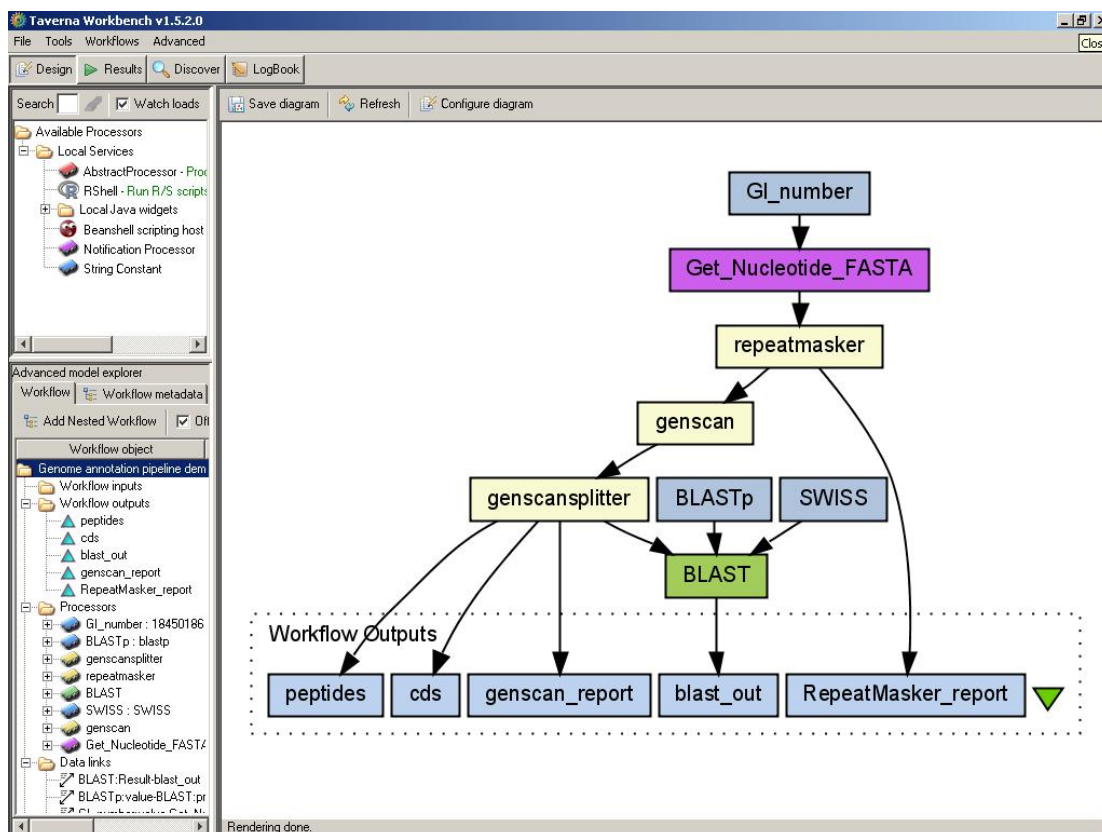 Taverna Workbench v1.5.2.0
File Tools Workflows Advanced
Clos
Design Results Discover LogBook
Search Watch loads
Save diagram Refresh Configure diagram
Available Processors
Local Services
AbstractProcessor - Proc
RShell - Run R/S scripts
Local Java widgets
Beanshell scripting host
Notification Processor
String Constant
Advanced model explorer
Workflow Workflow metadata
Add Nested Workflow Off
Workflow object
Genome annotation pipeline dem
Workflow inputs
Workflow outputs
peptides
cds
blast_out
genscan_report
RepeatMasker_report
Processors
GI_number : 18450186
BLASTp : blastp
genscansplitter
repeatmasker
BLAST
SWISS : SWISS
genscan
Get_Nucleotide_FASTA
Data links
BLAST:Result-blast_out
BLASTp:value-BLAST:pr
GI_number
Get_Nucleotide_FASTA
repeatmasker
genscan
genscansplitter BLASTp SWISS
BLAST
Workflow Outputs
peptides cds genscan_report blast_out RepeatMasker_report
Rendering done.